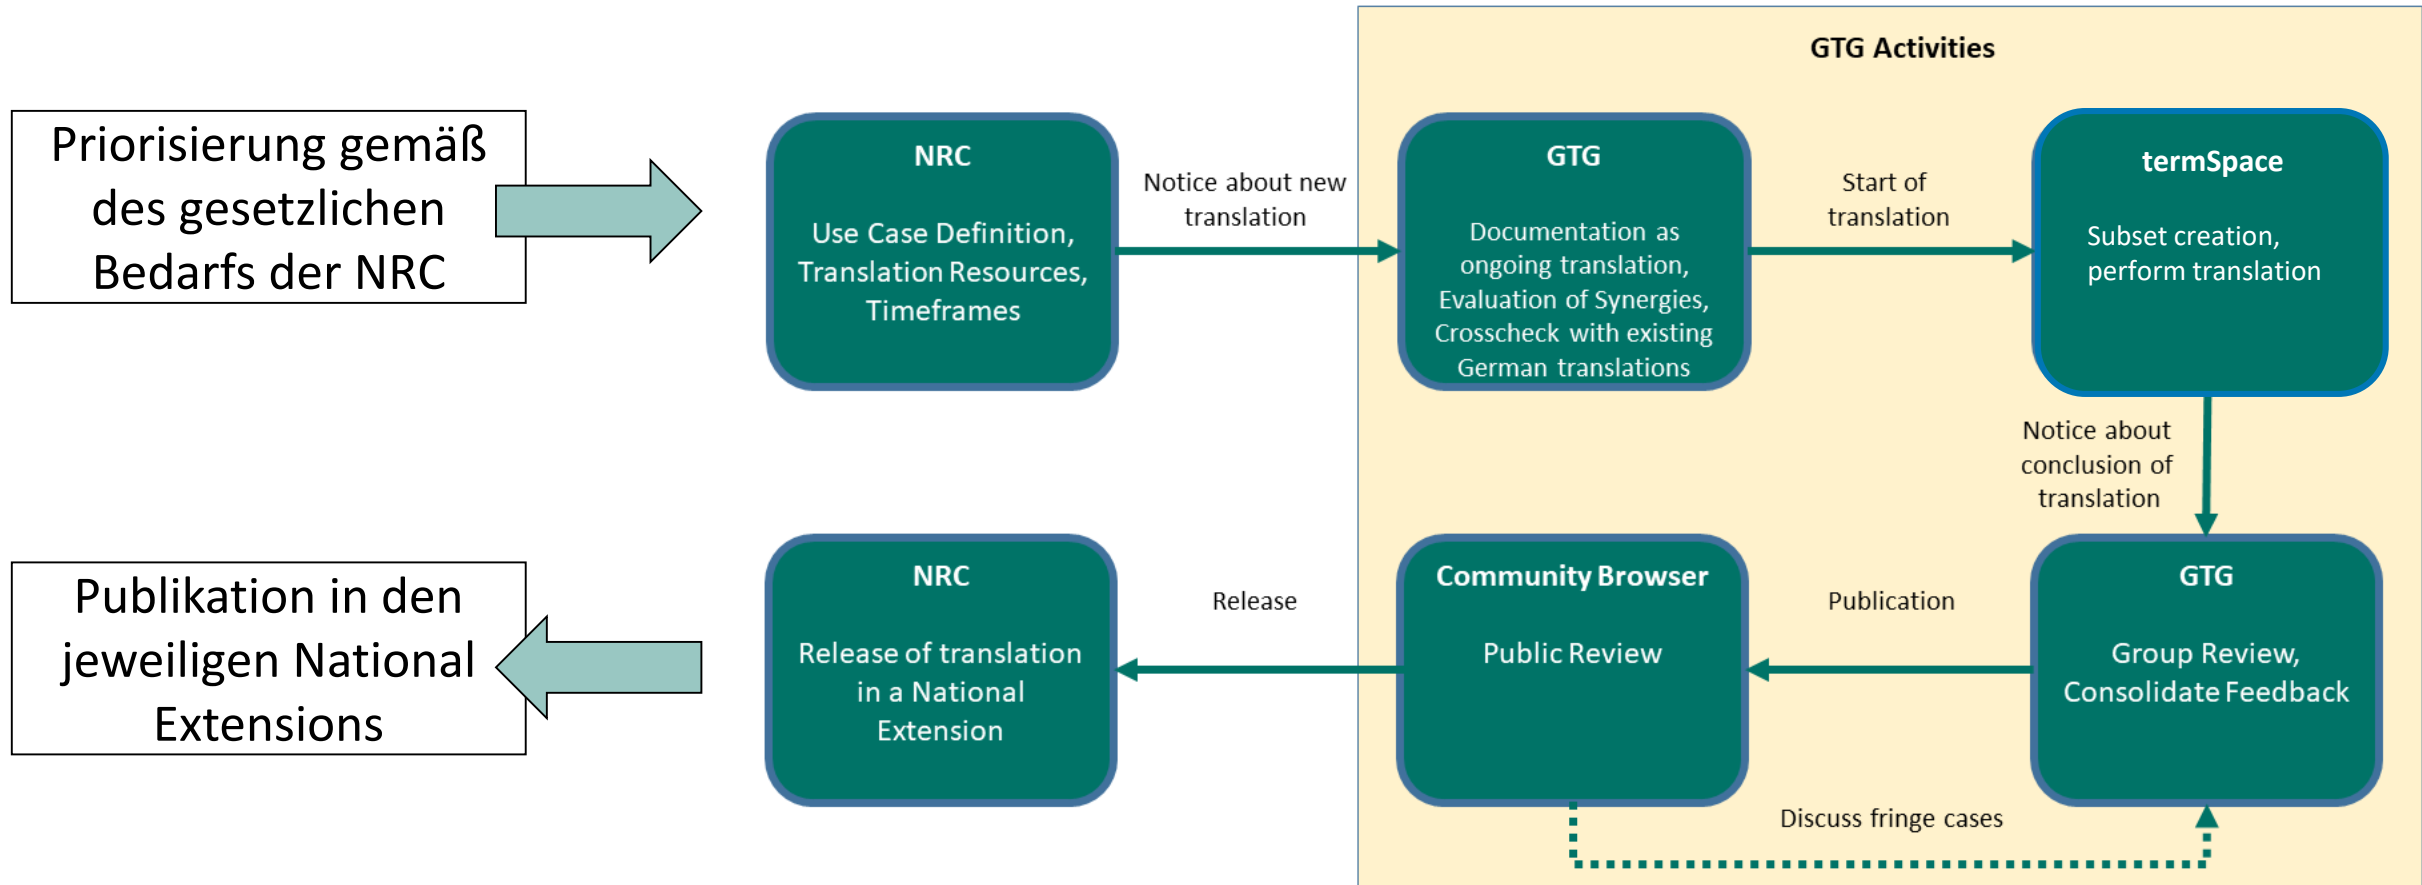 GTG Activities
Priorisierung gemäß
des gesetzlichen
Bedarfs der NRC
NRC
Use Case Definition,
Translation Resources,
Timeframes
Notice about new
translation
GTG
Documentation as
ongoing translation,
Evaluation of Synergies,
Crosscheck with existing
German translations
Start of
translation
termSpace
Subset creation,
perform translation
Notice about
conclusion of
translation
GTG
Group Review,
Consolidate Feedback
Publication
Community Browser
Public Review
Discuss fringe cases
Release
NRC
Release of translation
in a National
Extension
Publikation in den
jeweiligen National
Extensions